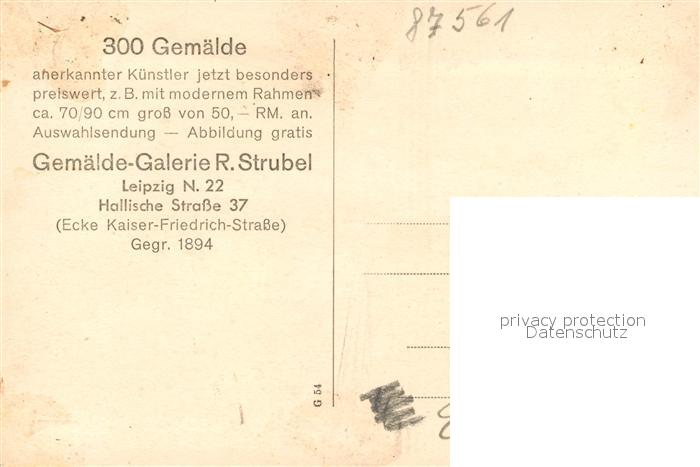 87561
300 Gemälde
anerkannter Künstler jetzt besonders
preiswert, z. B. mit modernem Rahmen
ca. 70/90 cm groß von 50,— RM. an.
Auswahlsendung — Abbildung gratis
Gemälde-Galerie R. Strubel
Leipzig N. 22
Hallische Straße 37
(Ecke Kaiser-Friedrich-Straße)
Gegr. 1894
G 54
privacy protection
Datenschutz